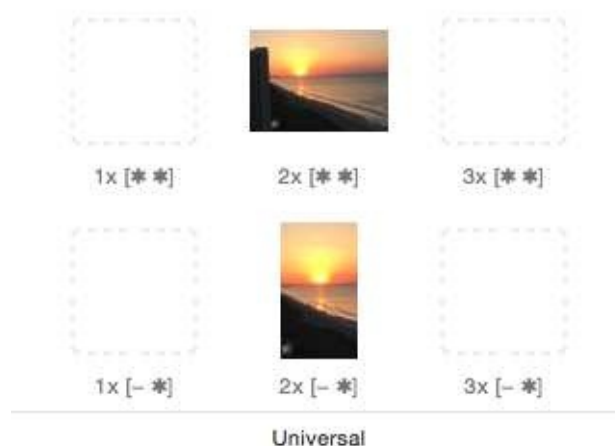 1x [✱ ✱] 2x [✱ ✱] 3x [✱ ✱]
1x [– ✱] 2x [– ✱] 3x [– ✱]
Universal